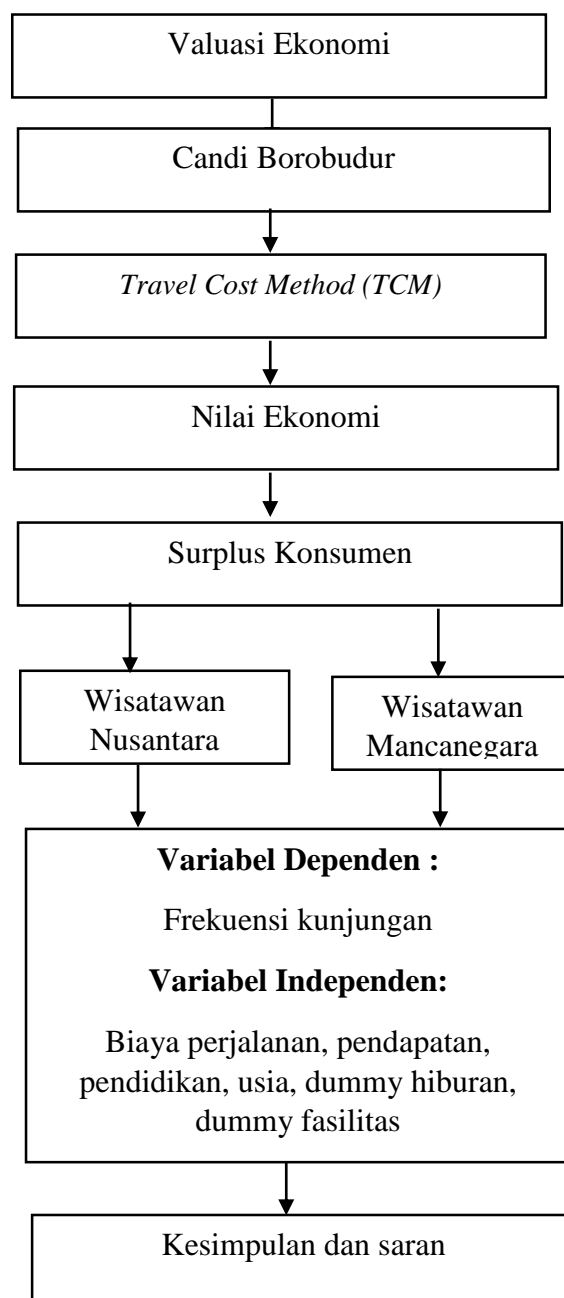 Valuasi Ekonomi
Candi Borobudur
Travel Cost Method (TCM)
Nilai Ekonomi
Surplus Konsumen
Wisatawan
Nusantara
Wisatawan
Mancanegara
Variabel Dependen :
Frekuensi kunjungan
Variabel Independen:
Biaya perjalanan, pendapatan,
pendidikan, usia, dummy hiburan,
dummy fasilitas
Kesimpulan dan saran